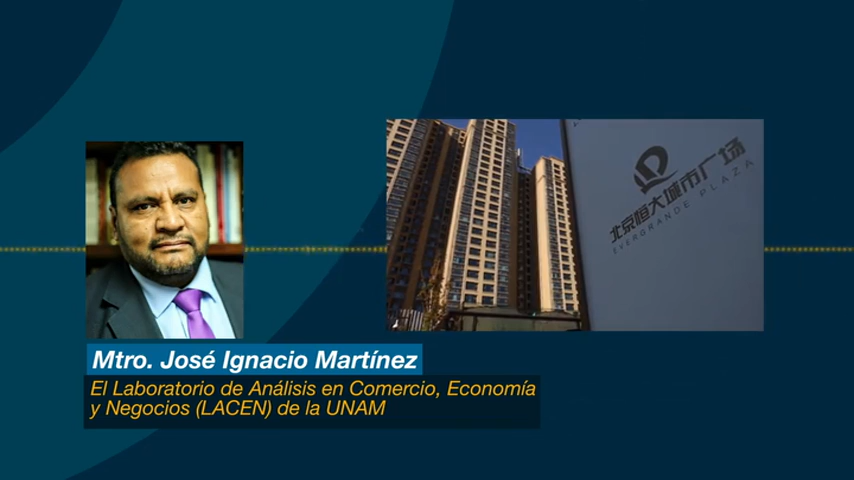 北京恒大城市广场
EVERGRANDE PLAZA
Mtro. José Ignacio Martínez
El Laboratorio de Análisis en Comercio, Economía
y Negocios (LACEN) de la UNAM